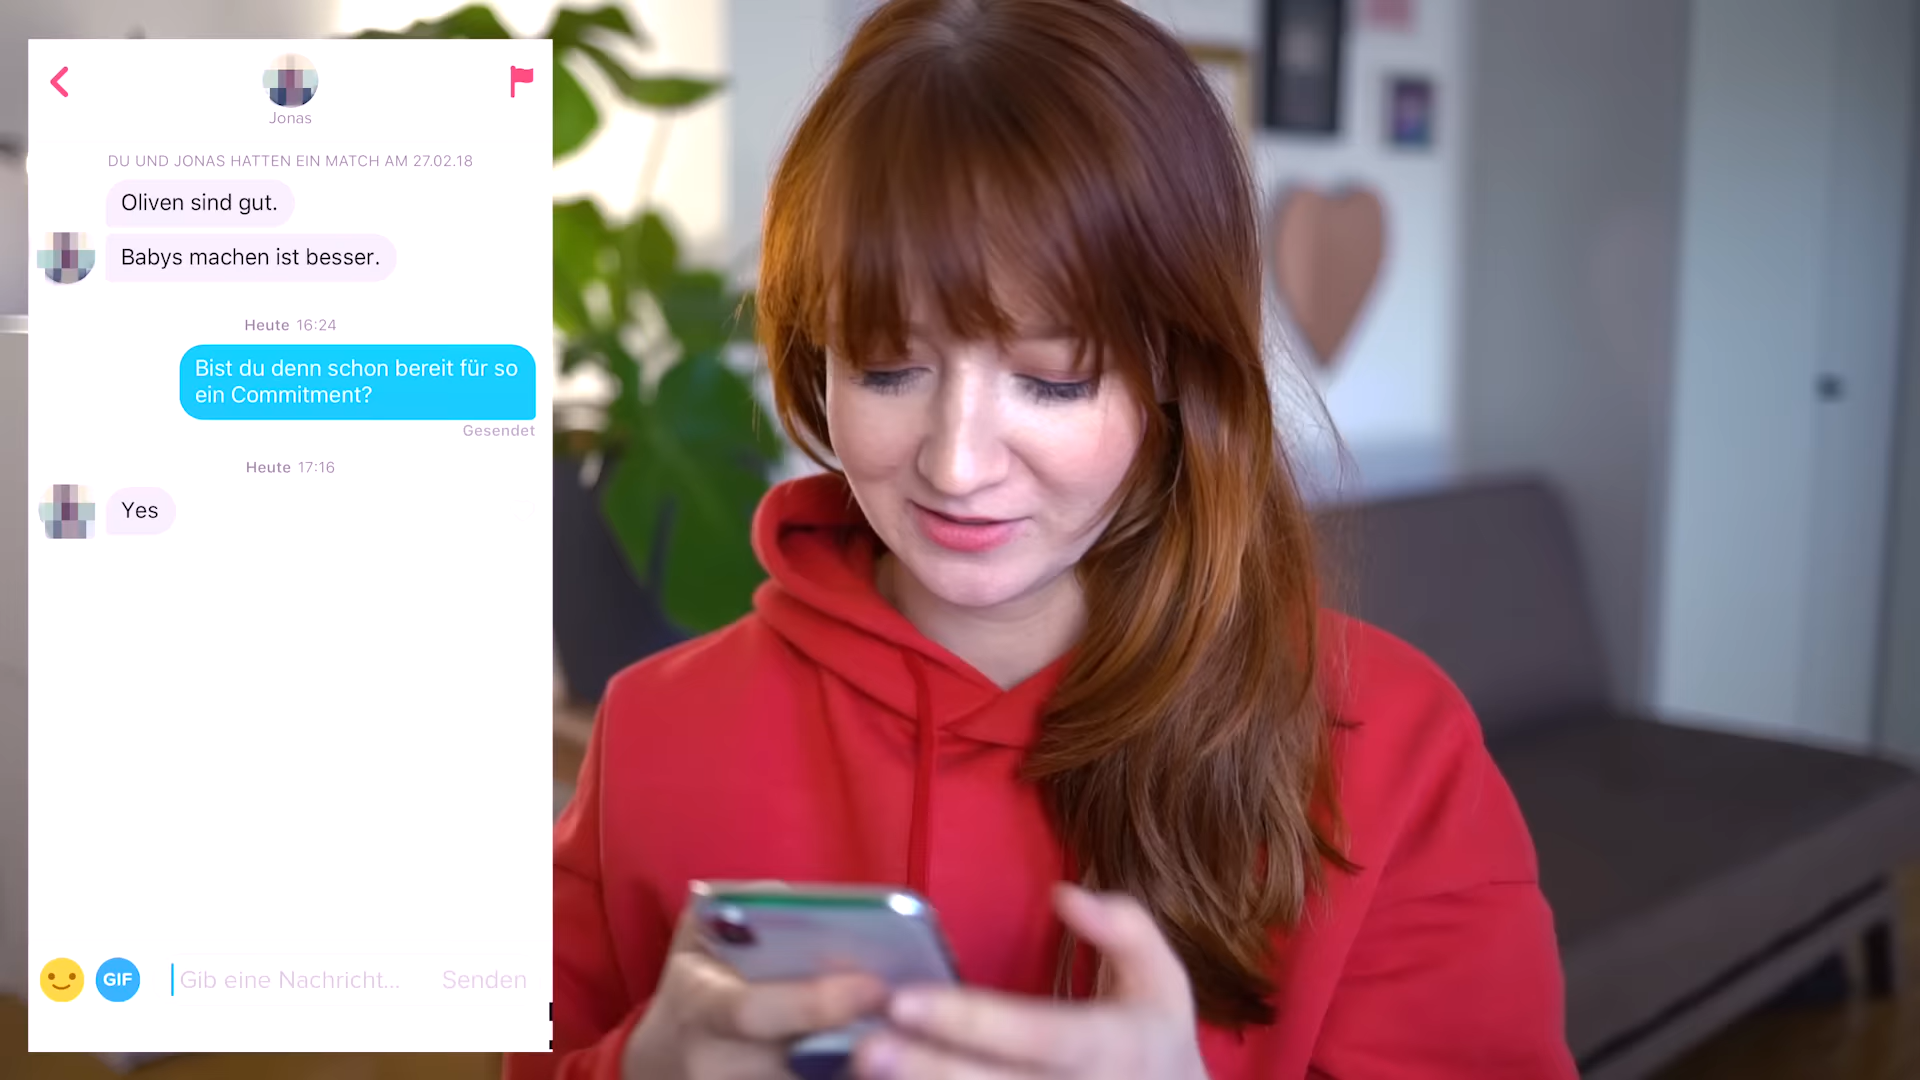 Jonas
DU UND JONAS HATTEN EIN MATCH AM 27.02.18
Oliven sind gut.
Babys machen ist besser.
Heute 16:24
Bist du denn schon bereit für so
ein Commitment?
Gesendet
Heute 17:16
Yes
GIF
Gib eine Nachricht...
Senden